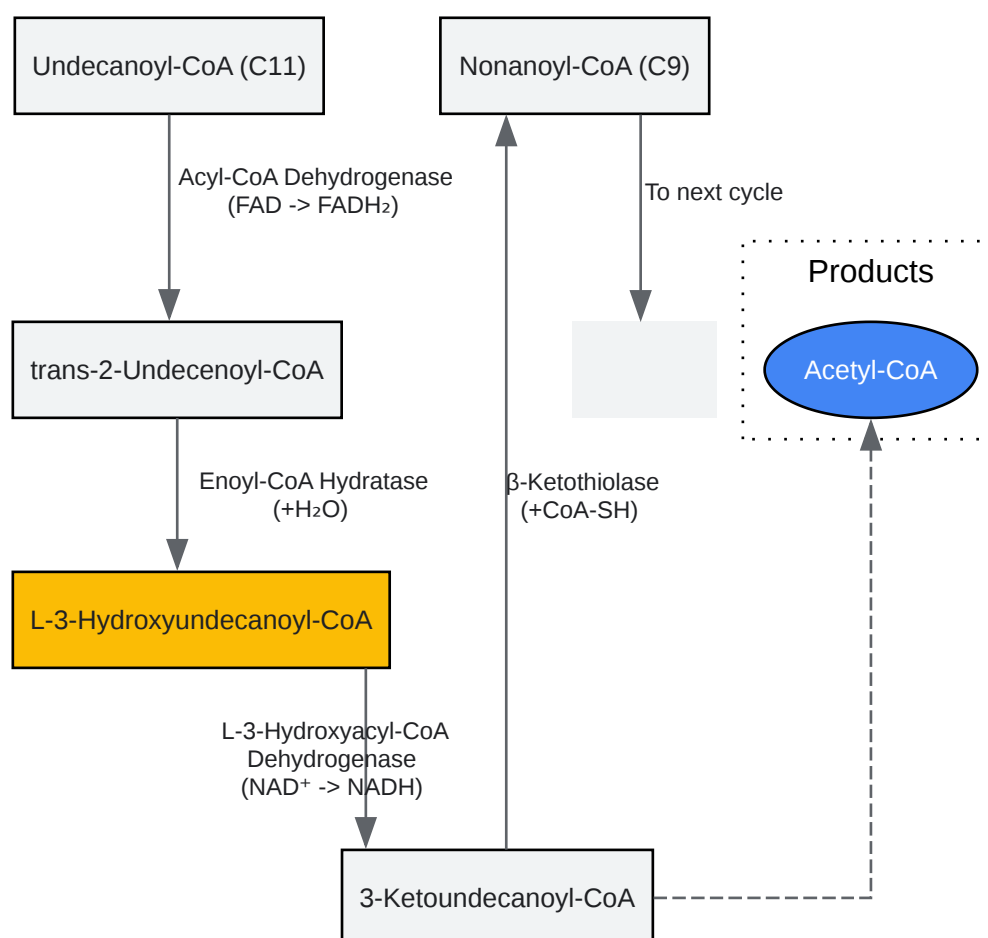 Undecanoyl-CoA (C11)
Nonanoyl-CoA (C9)
Acyl-CoA Dehydrogenase
(FAD -> FADH₂)
To next cycle
Products
trans-2-Undecenoyl-CoA
Acetyl-CoA
Enoyl-CoA Hydratase
(+H₂O)
β-Ketothiolase
(+CoA-SH)
L-3-Hydroxyundecanoyl-CoA
L-3-Hydroxyacyl-CoA
Dehydrogenase
(NAD⁺ -> NADH)
3-Ketoundecanoyl-CoA